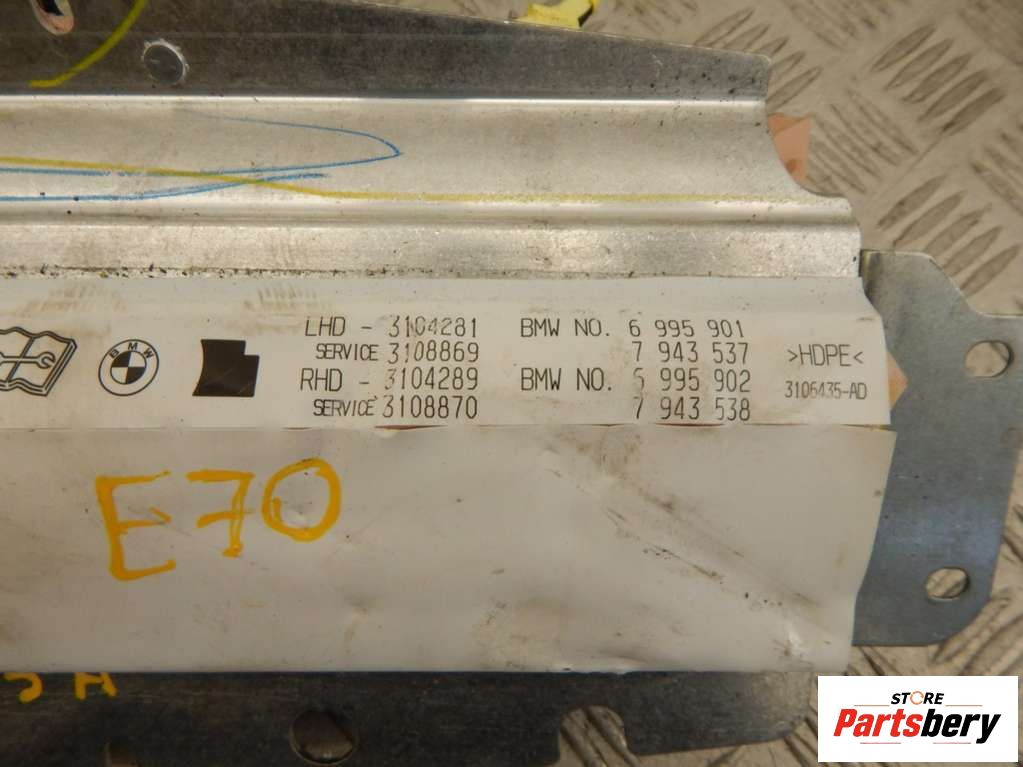 LHD - 3104281 BMW NO. 6 995 901
SERVICE 3108869 7 943 537
RHD - 3104289 BMW NO. 6 995 902
SERVICE 3108870 7 943 538
>HDPE<
3106435-AD
BMW
E70
STORE
Partsbery